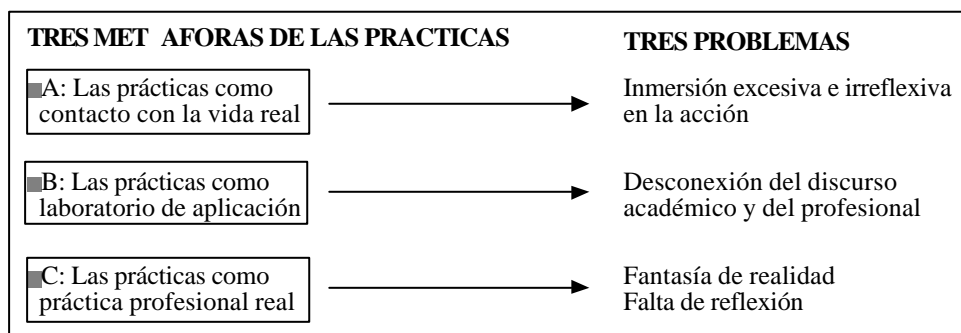 TRES MET AFORAS DE LAS PRACTICAS
TRES PROBLEMAS
A: Las prácticas como
contacto con la vida real
Inmersión excesiva e irreflexiva
en la acción
B: Las prácticas como
laboratorio de aplicación
Desconexión del discurso
académico y del profesional
C: Las prácticas como
práctica profesional real
Fantasía de realidad
Falta de reflexión